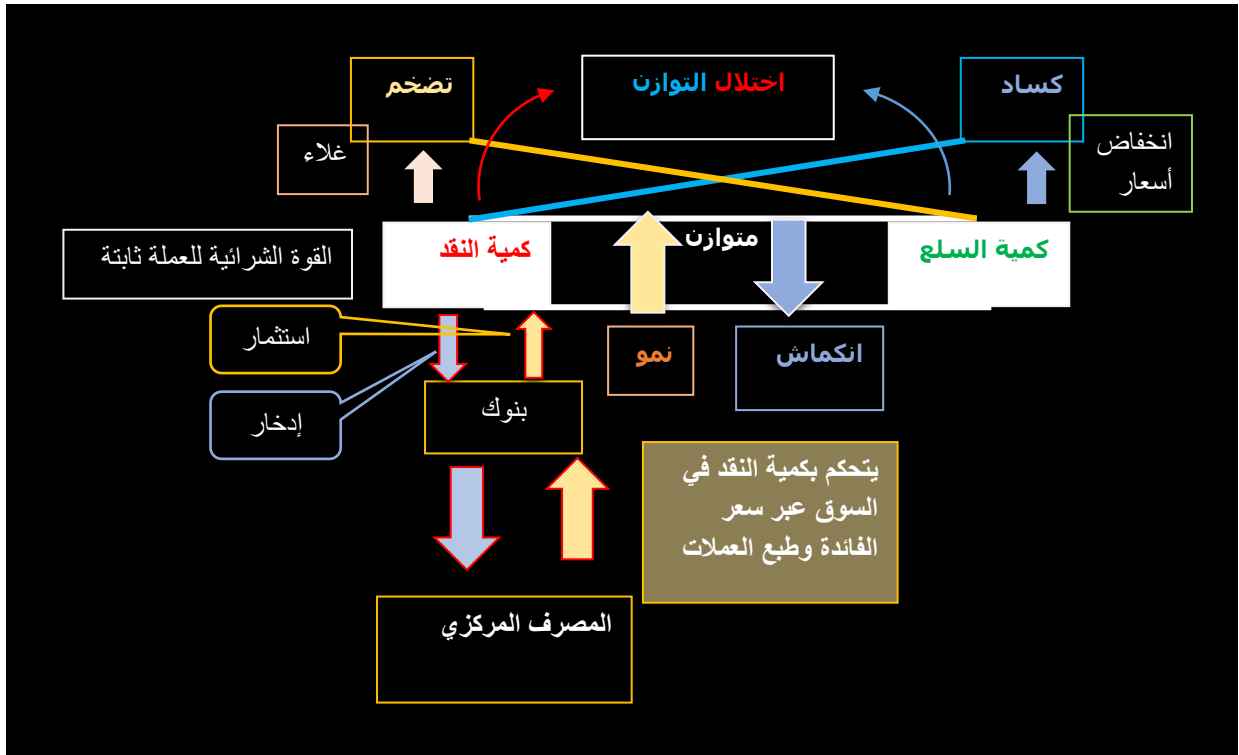 كساد
اختلال التوازن
تضخم
انخفاض
أسعار
غلاء
كمية السلع
متوازن
كمية النقد
القوة الشرائية للعملة ثابتة
انكماش
نمو
استثمار
بنوك
إدخار
يتحكم بكمية النقد في
السوق عبر سعر
الفائدة وطبع العملات
المصرف المركزي